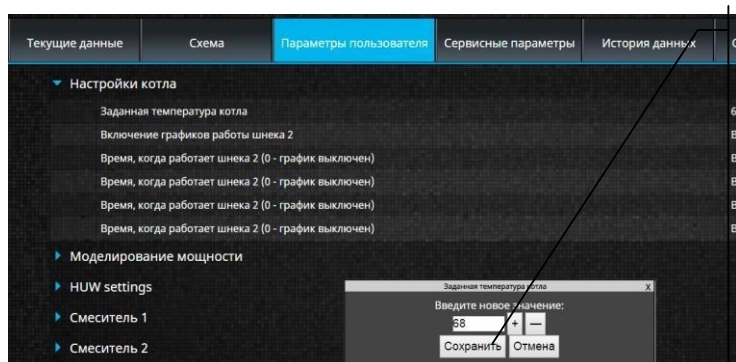 Текущие данные Схема Параметры пользователя Сервисные параметры История данных
Настройки котла
Заданная температура котла 6
Включение графиков работы шнека 2 В
Время, когда работает шнека 2 (0 - график выключен) В
Время, когда работает шнека 2 (0 - график выключен) В
Время, когда работает шнека 2 (0 - график выключен) В
Время, когда работает шнека 2 (0 - график выключен) В
Моделирование мощности
HUW settings
Заданная температура котла X
Введите новое значение:
Смеситель 1
68 + —
Сохранить Отмена
Смеситель 2